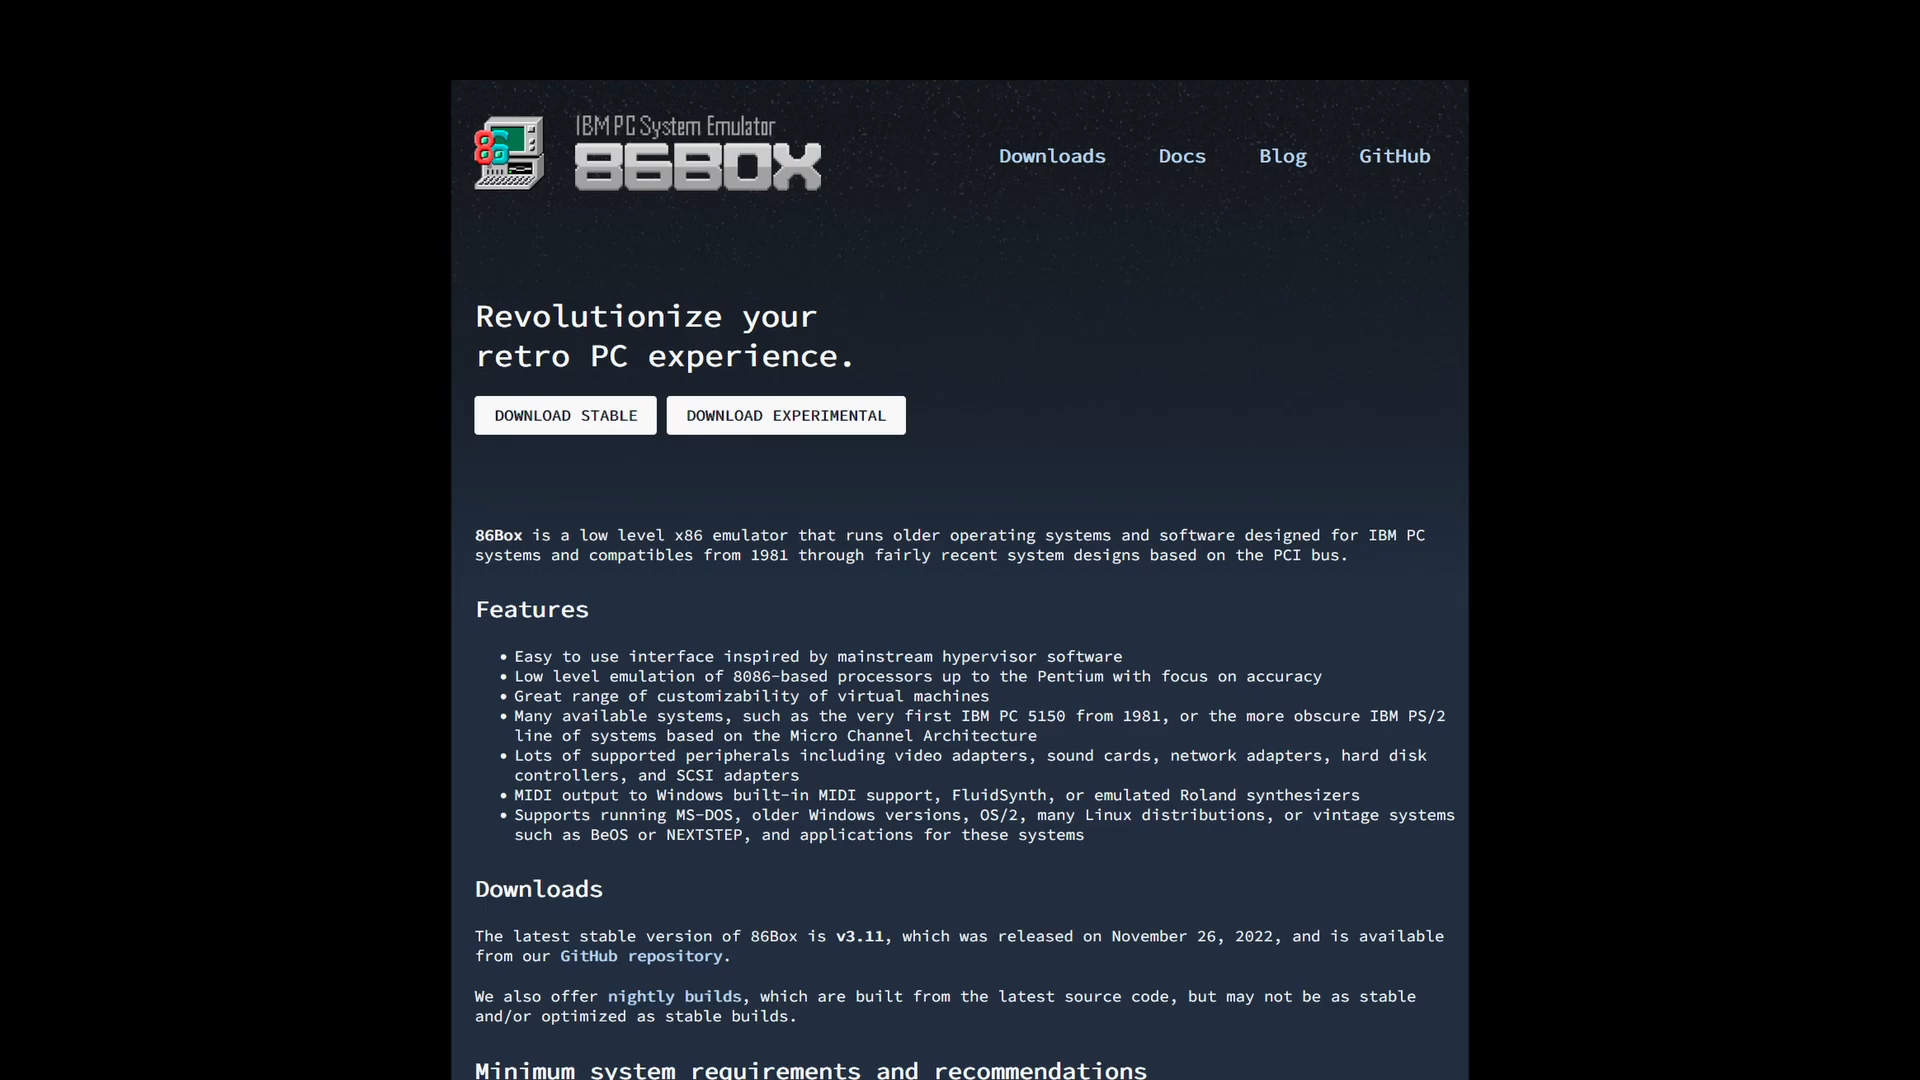 IBM PC System Emulator
86BOX
86
Downloads Docs Blog GitHub
Revolutionize your
retro PC experience.
DOWNLOAD STABLE DOWNLOAD EXPERIMENTAL
86Box is a low level x86 emulator that runs older operating systems and software designed for IBM PC
systems and compatibles from 1981 through fairly recent system designs based on the PCI bus.
Features
• Easy to use interface inspired by mainstream hypervisor software
• Low level emulation of 8086-based processors up to the Pentium with focus on accuracy
• Great range of customizability of virtual machines
• Many available systems, such as the very first IBM PC 5150 from 1981, or the more obscure IBM PS/2
line of systems based on the Micro Channel Architecture
• Lots of supported peripherals including video adapters, sound cards, network adapters, hard disk
controllers, and SCSI adapters
• MIDI output to Windows built-in MIDI support, FluidSynth, or emulated Roland synthesizers
• Supports running MS-DOS, older Windows versions, OS/2, many Linux distributions, or vintage systems
such as BeOS or NEXTSTEP, and applications for these systems
Downloads
The latest stable version of 86Box is v3.11, which was released on November 26, 2022, and is available
from our GitHub repository.
We also offer nightly builds, which are built from the latest source code, but may not be as stable
and/or optimized as stable builds.
Minimum system requirements and recommendations